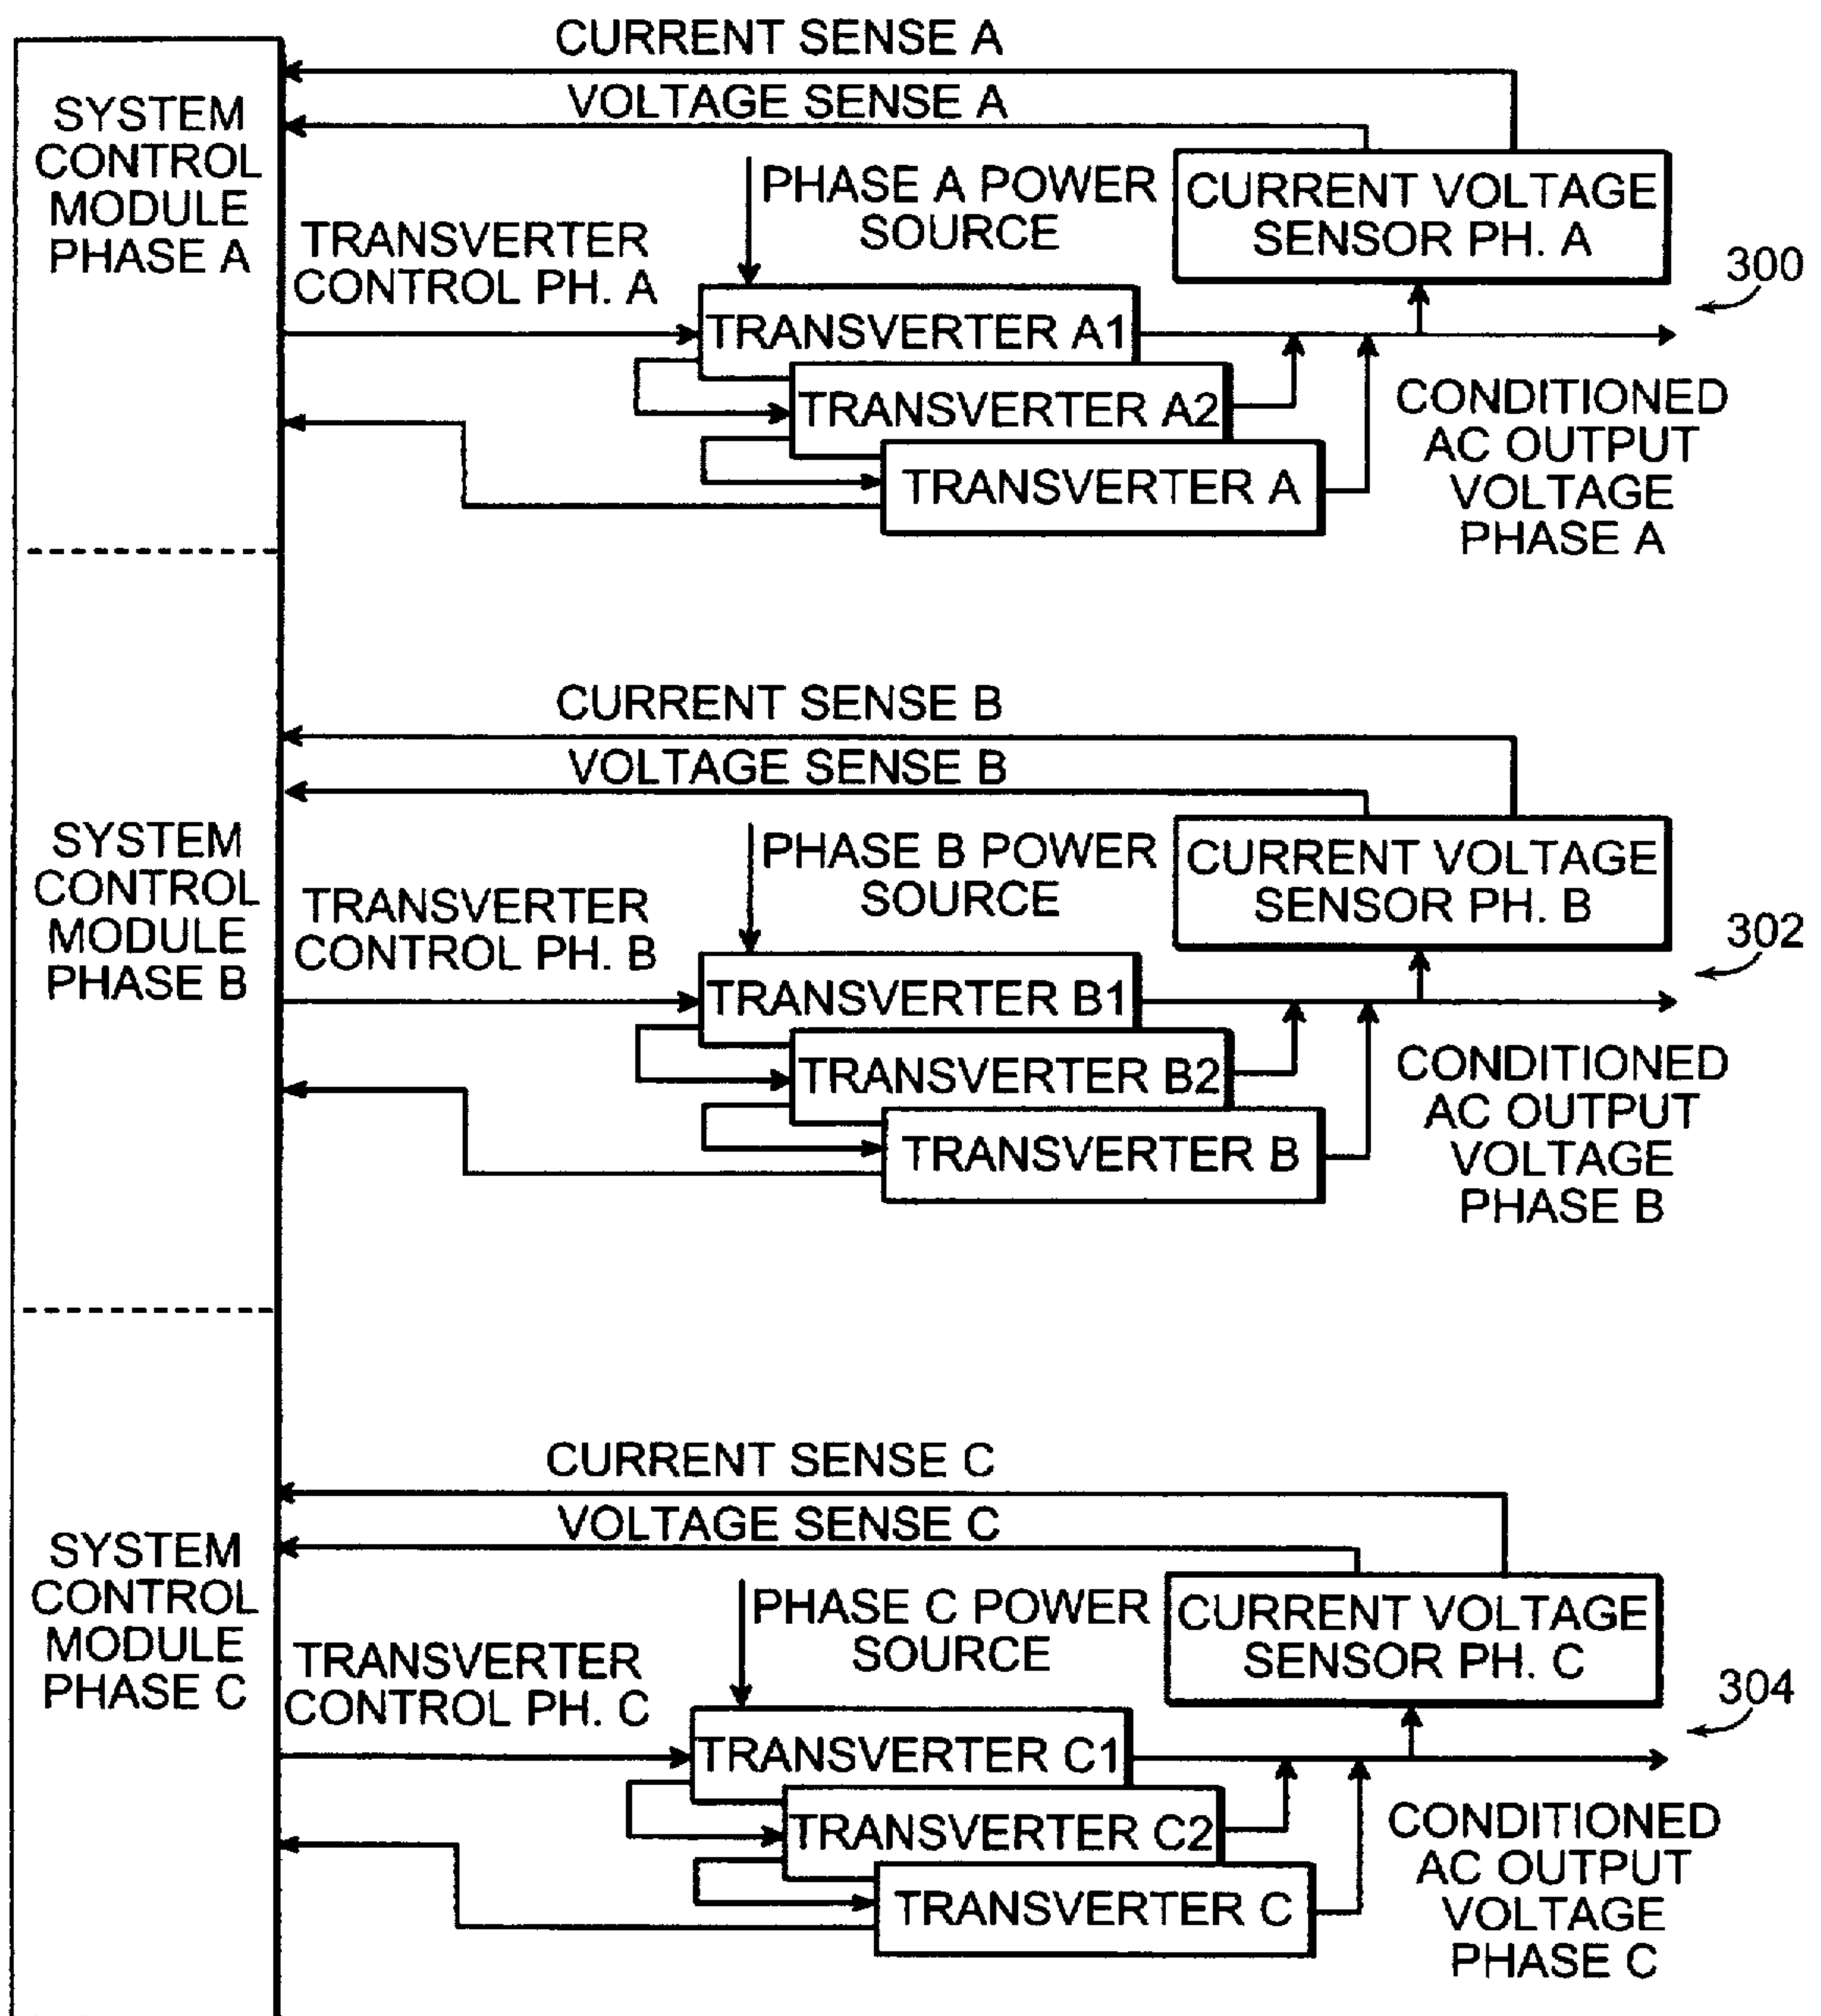 CURRENT SENSE A
VOLTAGE SENSE A
SYSTEM
CONTROL
MODULE
PHASE A
PHASE A POWER
SOURCE
CURRENT VOLTAGE
SENSOR PH. A
TRANSVERTER
CONTROL PH. A
300
TRANSVERTER A1
TRANSVERTER A2
TRANSVERTER A
CONDITIONED
AC OUTPUT
VOLTAGE
PHASE A
CURRENT SENSE B
VOLTAGE SENSE B
SYSTEM
CONTROL
MODULE
PHASE B
PHASE B POWER
SOURCE
CURRENT VOLTAGE
SENSOR PH. B
TRANSVERTER
CONTROL PH. B
302
TRANSVERTER B1
TRANSVERTER B2
TRANSVERTER B
CONDITIONED
AC OUTPUT
VOLTAGE
PHASE B
CURRENT SENSE C
VOLTAGE SENSE C
SYSTEM
CONTROL
MODULE
PHASE C
PHASE C POWER
SOURCE
CURRENT VOLTAGE
SENSOR PH. C
TRANSVERTER
CONTROL PH. C
304
TRANSVERTER C1
TRANSVERTER C2
TRANSVERTER C
CONDITIONED
AC OUTPUT
VOLTAGE
PHASE C